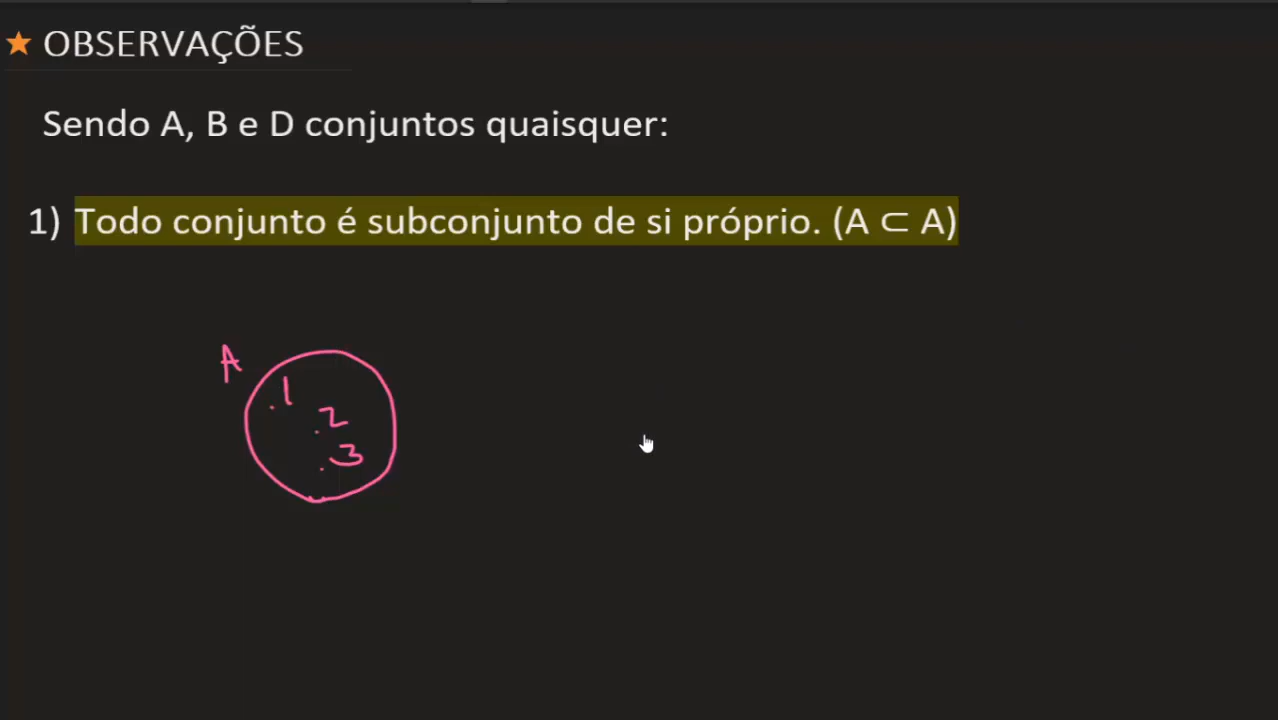 ★ OBSERVAÇÕES
Sendo A, B e D conjuntos quaisquer:
1) Todo conjunto é subconjunto de si próprio. (A ⊂ A)
A
.1
.2
.3